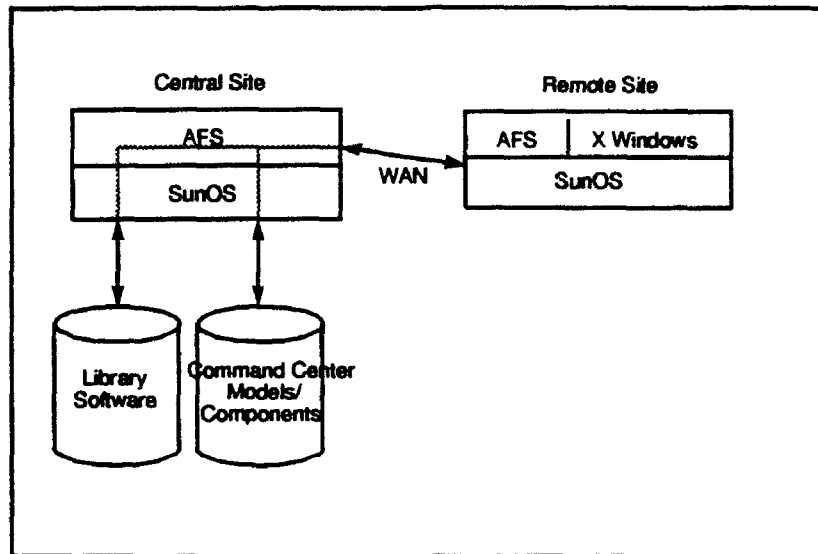 Central Site
Remote Site
AFS
AFS
X Windows
WAN
SunOS
SunOS
Library
Software
Command Center
Models/
Components